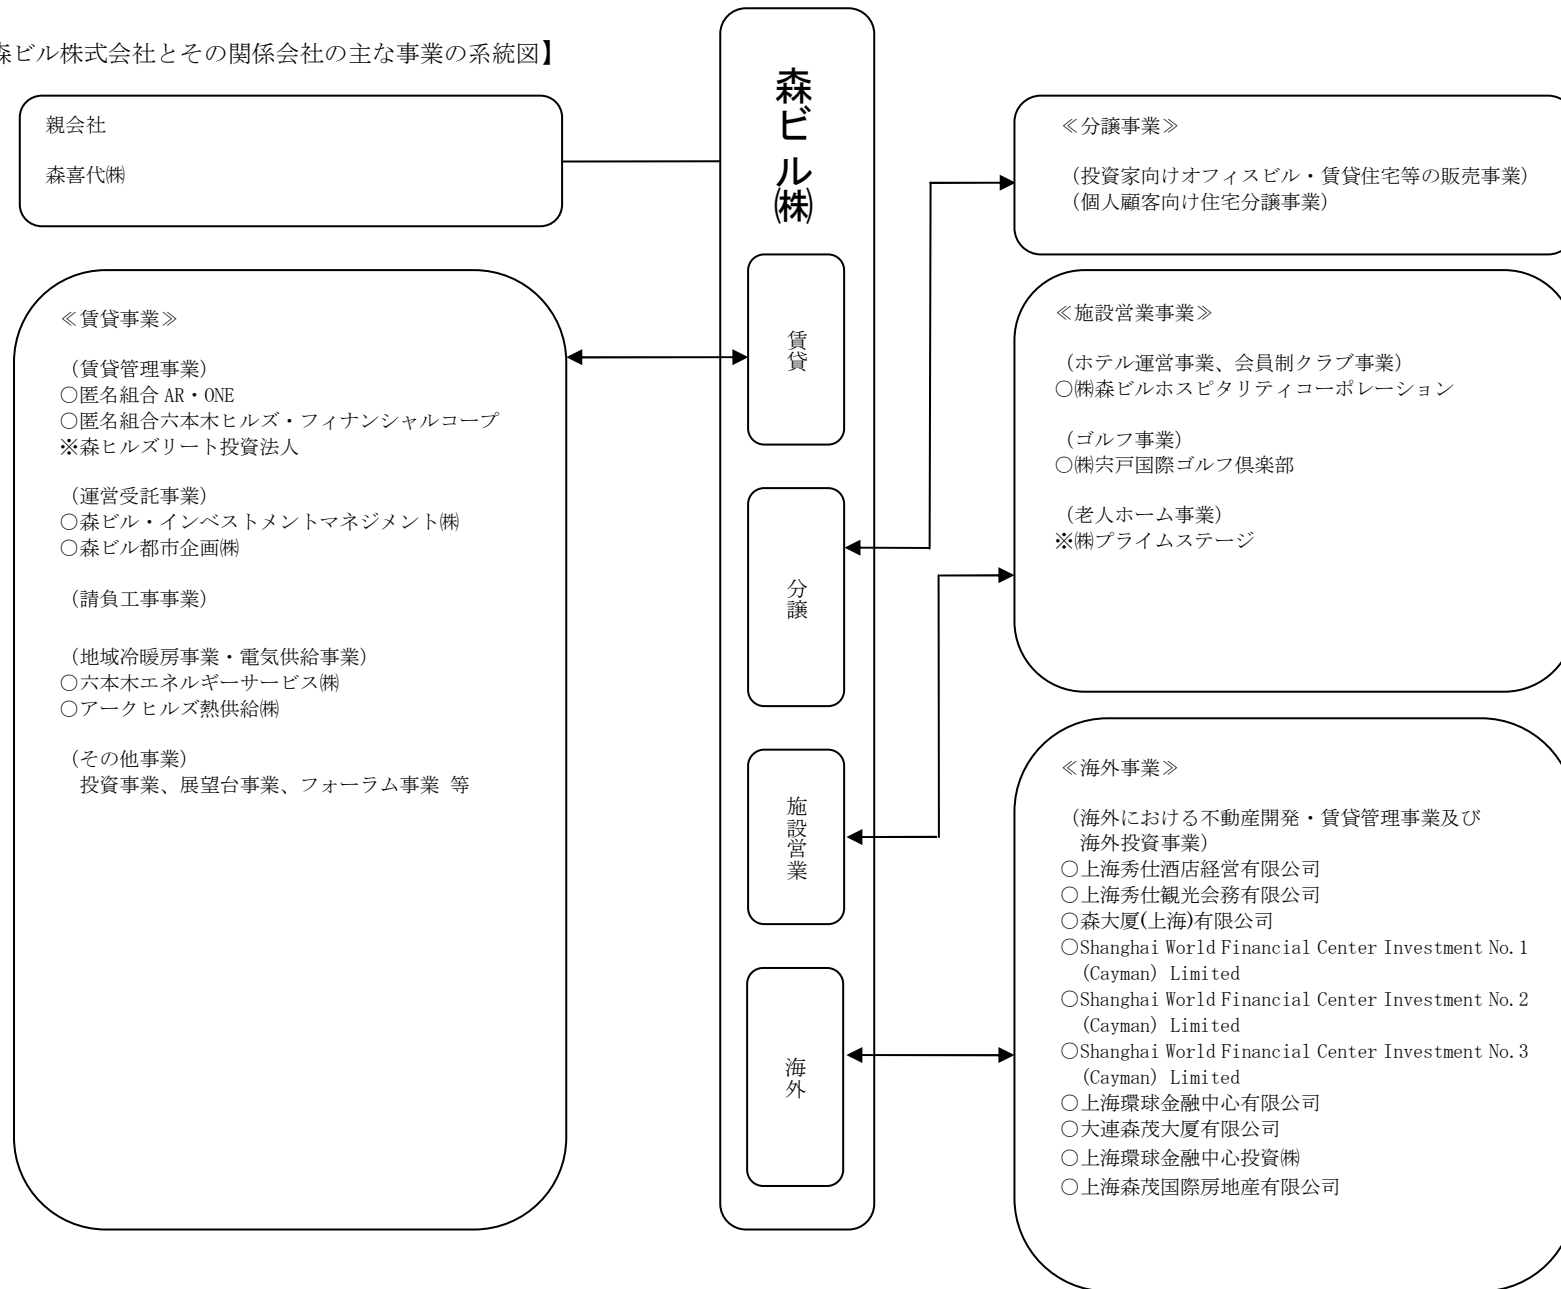 森ビル株式会社とその関係会社の主な事業の系統図】
親会社
森喜代㈱
森ビル㈱
賃貸
分譲
施設営業
海外
≪賃貸事業≫
(賃貸管理事業)
○匿名組合 AR・ONE
○匿名組合六本木ヒルズ・フィナンシャルコープ
※森ヒルズリート投資法人
(運営受託事業)
○森ビル・インベストメントマネジメント㈱
○森ビル都市企画㈱
(請負工事事業)
(地域冷暖房事業・電気供給事業)
○六本木エネルギーサービス㈱
○アークヒルズ熱供給㈱
(その他事業)
投資事業、展望台事業、フォーラム事業 等
≪分譲事業≫
(投資家向けオフィスビル・賃貸住宅等の販売事業)
(個人顧客向け住宅分譲事業)
≪施設営業事業≫
(ホテル運営事業、会員制クラブ事業)
○㈱森ビルホスピタリティコーポレーション
(ゴルフ事業)
○㈱宍戸国際ゴルフ倶楽部
(老人ホーム事業)
※㈱プライムステージ
≪海外事業≫
(海外における不動産開発・賃貸管理事業及び
海外投資事業)
○上海秀仕酒店経営有限公司
○上海秀仕観光会務有限公司
○森大厦(上海)有限公司
○Shanghai World Financial Center Investment No.1
(Cayman) Limited
○Shanghai World Financial Center Investment No.2
(Cayman) Limited
○Shanghai World Financial Center Investment No.3
(Cayman) Limited
○上海環球金融中心有限公司
○大連森茂大厦有限公司
○上海環球金融中心投資㈱
○上海森茂国際房地産有限公司